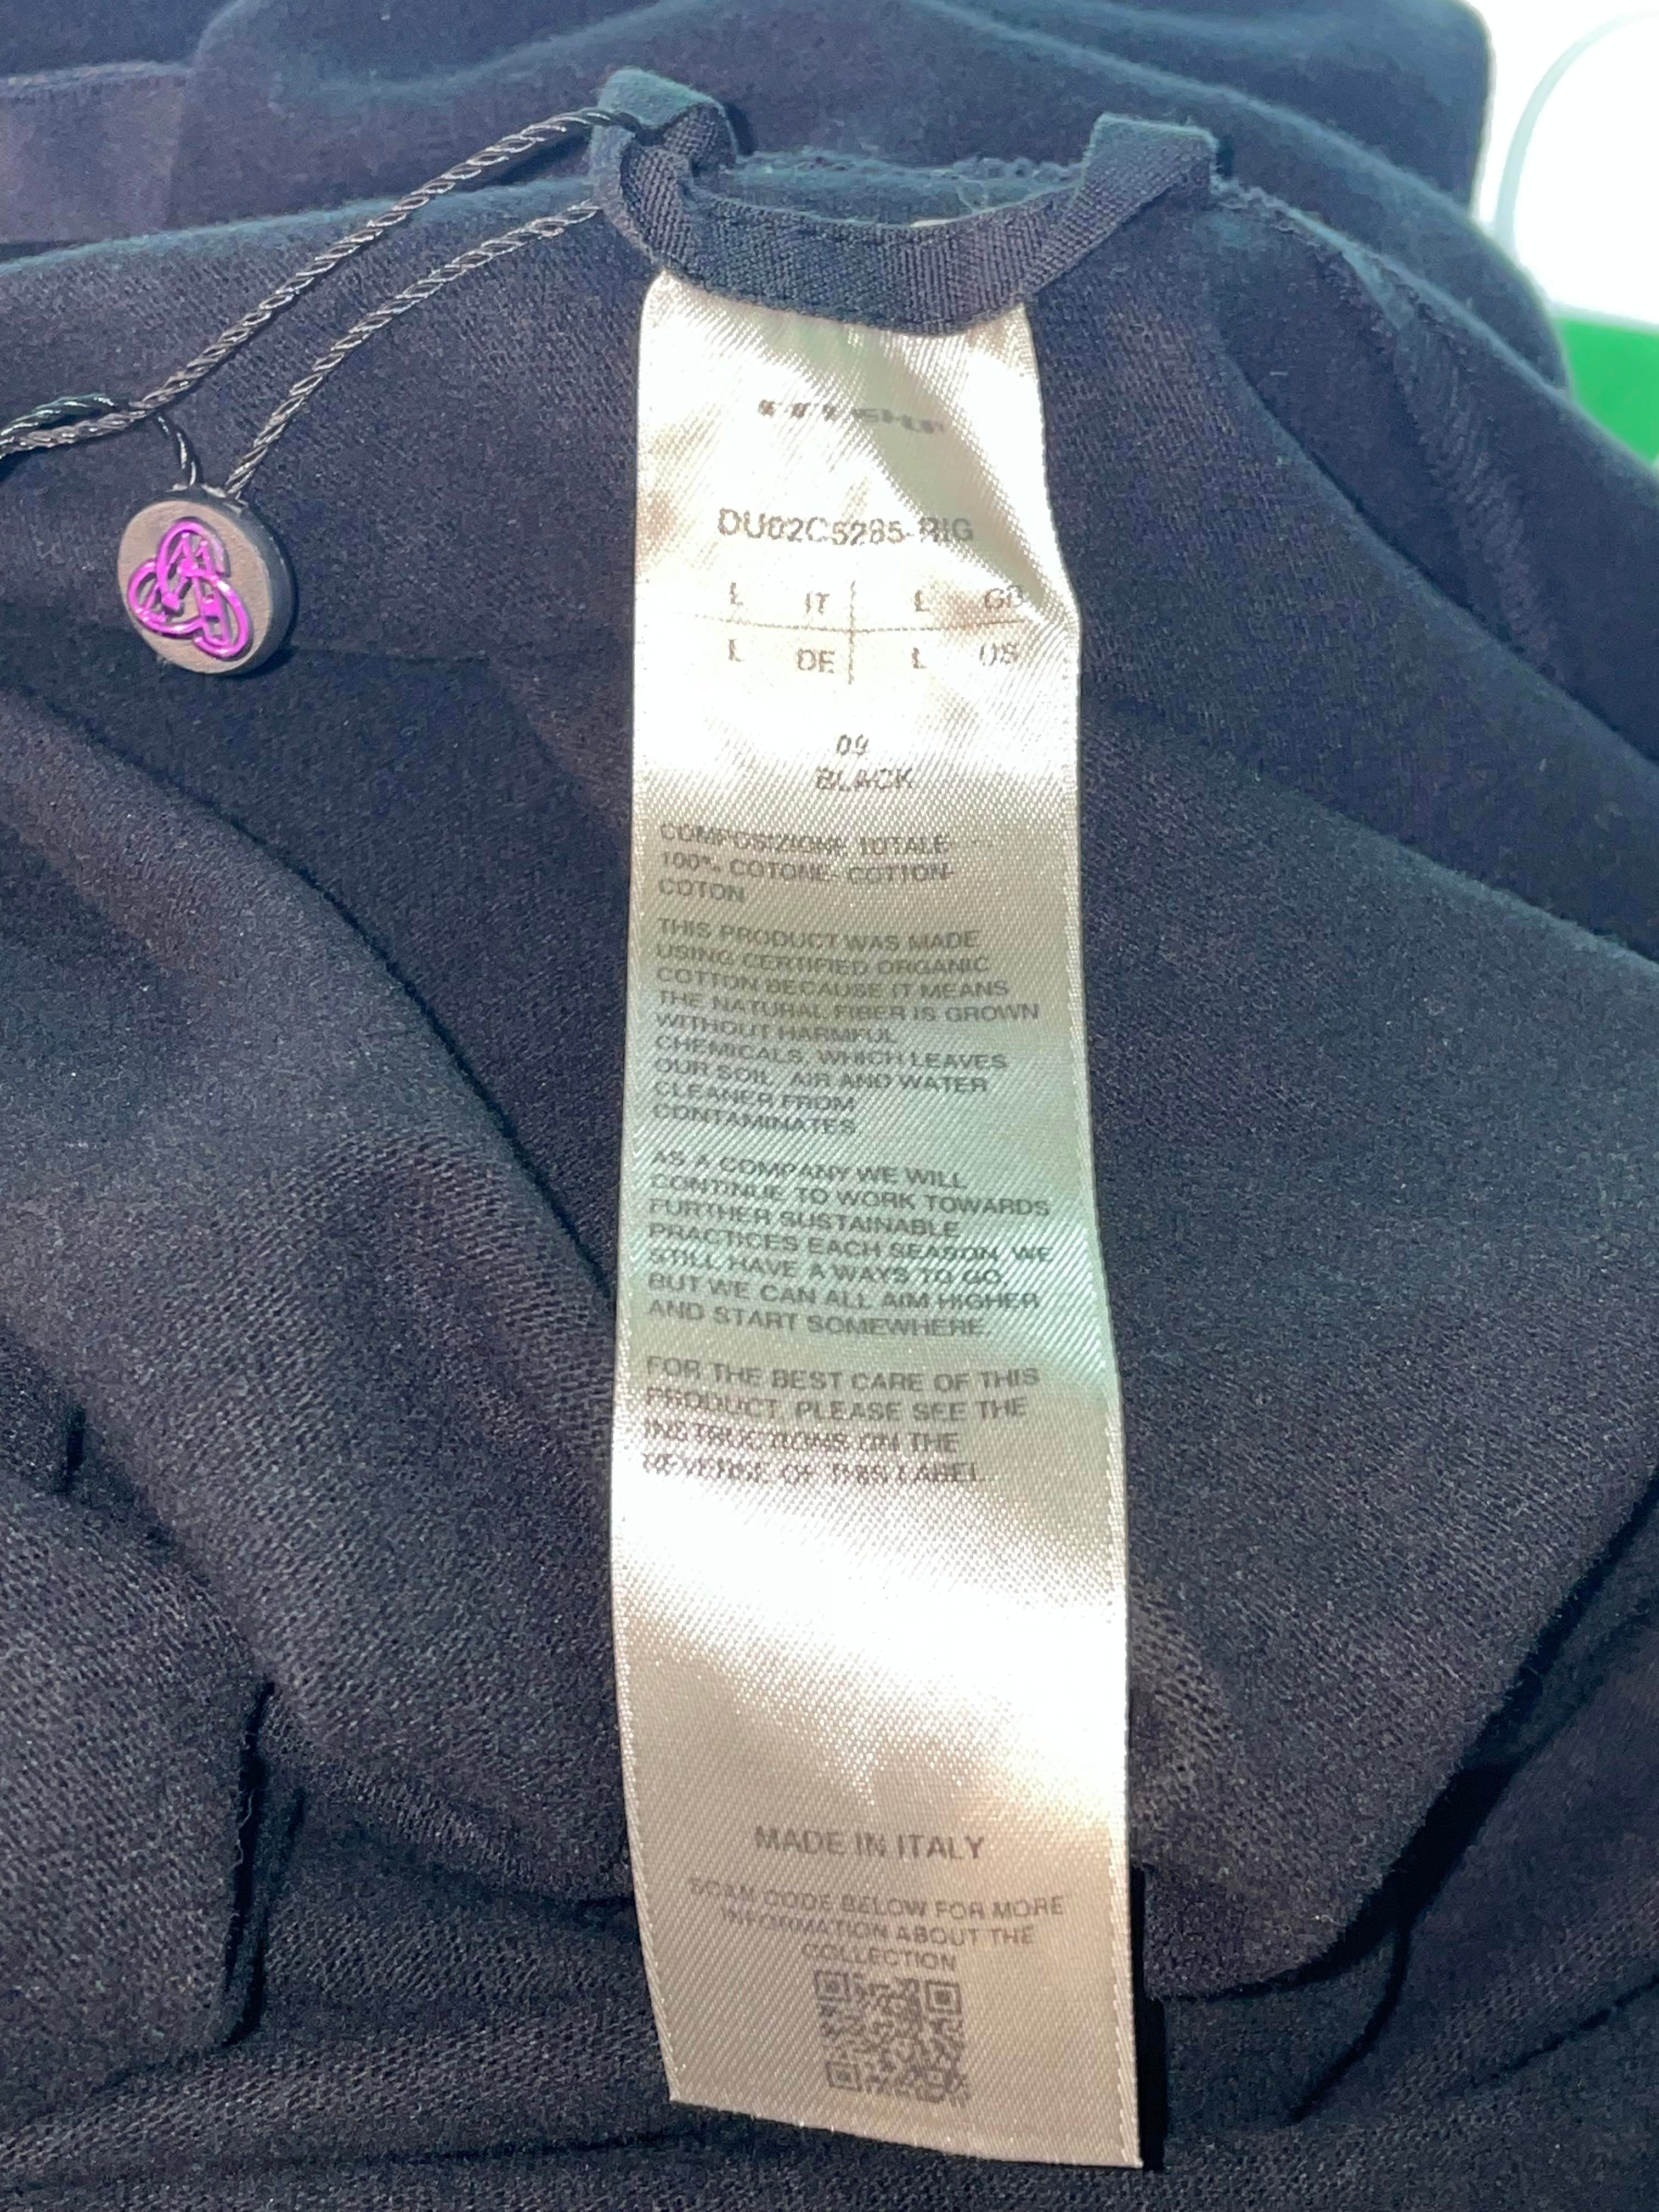 DU02C5285-RIG
L IT L GB
L DE L US
09
BLACK
COMPOSIZIONE TOTALE
100% COTONE- COTTON-
COTON
THIS PRODUCT WAS MADE
USING CERTIFIED ORGANIC
COTTON BECAUSE IT MEANS
THE NATURAL FIBER IS GROWN
WITHOUT HARMFUL
CHEMICALS, WHICH LEAVES
OUR SOIL, AIR AND WATER
CLEANER FROM
CONTAMINATES.
AS A COMPANY WE WILL
CONTINUE TO WORK TOWARDS
FURTHER SUSTAINABLE
PRACTICES EACH SEASON. WE
STILL HAVE A WAYS TO GO,
BUT WE CAN ALL AIM HIGHER
AND START SOMEWHERE.
FOR THE BEST CARE OF THIS
PRODUCT, PLEASE SEE THE
INSTRUCTIONS ON THE
REVERSE OF THIS LABEL.
MADE IN ITALY
SCAN CODE BELOW FOR MORE
INFORMATION ABOUT THE
COLLECTION